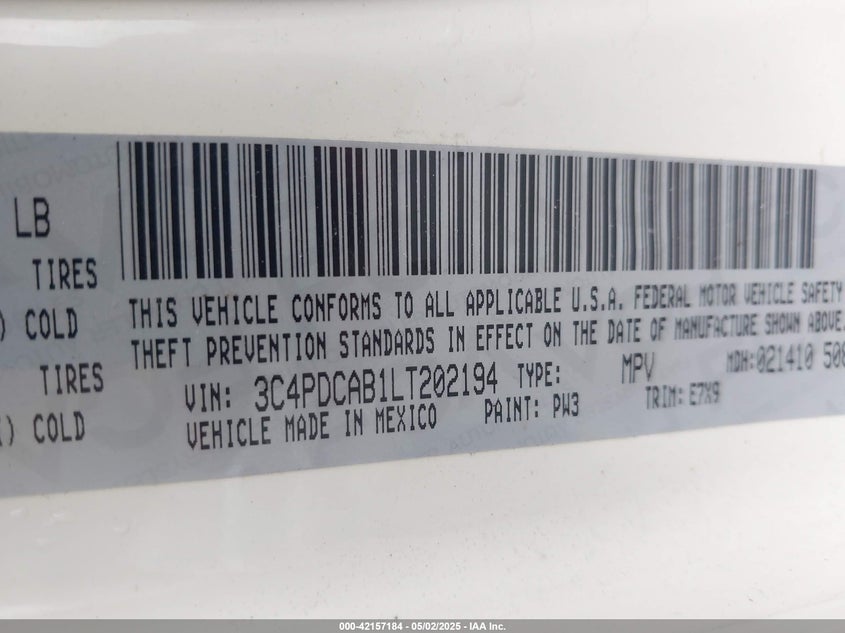 LB
TIRES
) COLD
TIRES
) COLD
THIS VEHICLE CONFORMS TO ALL APPLICABLE U.S.A. FEDERAL MOTOR VEHICLE SAFETY
THEFT PREVENTION STANDARDS IN EFFECT ON THE DATE OF MANUFACTURE SHOWN ABOVE.
VIN: 3C4PDCAB1LT202194 TYPE: MPV MDH:021410 508
VEHICLE MADE IN MEXICO PAINT: PW3 TRIM: E7X9
000-42157184 - 05/02/2025 - IAA Inc.